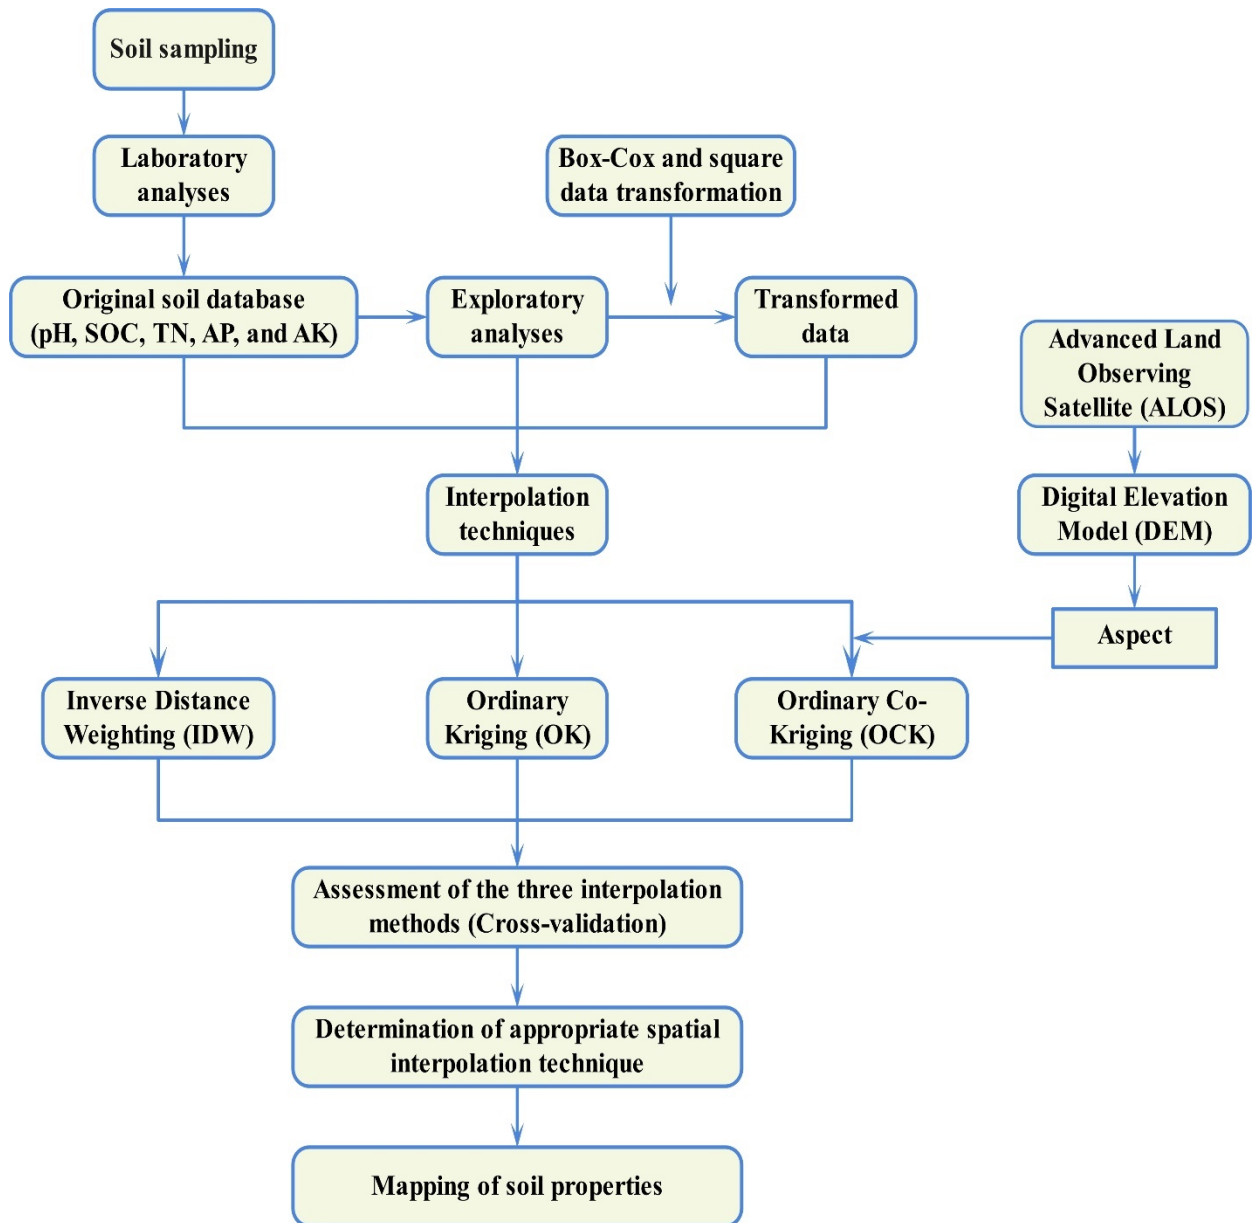 Soil sampling
Laboratory
analyses
Box-Cox and square
data transformation
Original soil database
(pH, SOC, TN, AP, and AK)
Exploratory
analyses
Transformed
data
Advanced Land
Observing
Satellite (ALOS)
Interpolation
techniques
Digital Elevation
Model (DEM)
Aspect
Inverse Distance
Weighting (IDW)
Ordinary
Kriging (OK)
Ordinary Co-
Kriging (OCK)
Assessment of the three interpolation
methods (Cross-validation)
Determination of appropriate spatial
interpolation technique
Mapping of soil properties